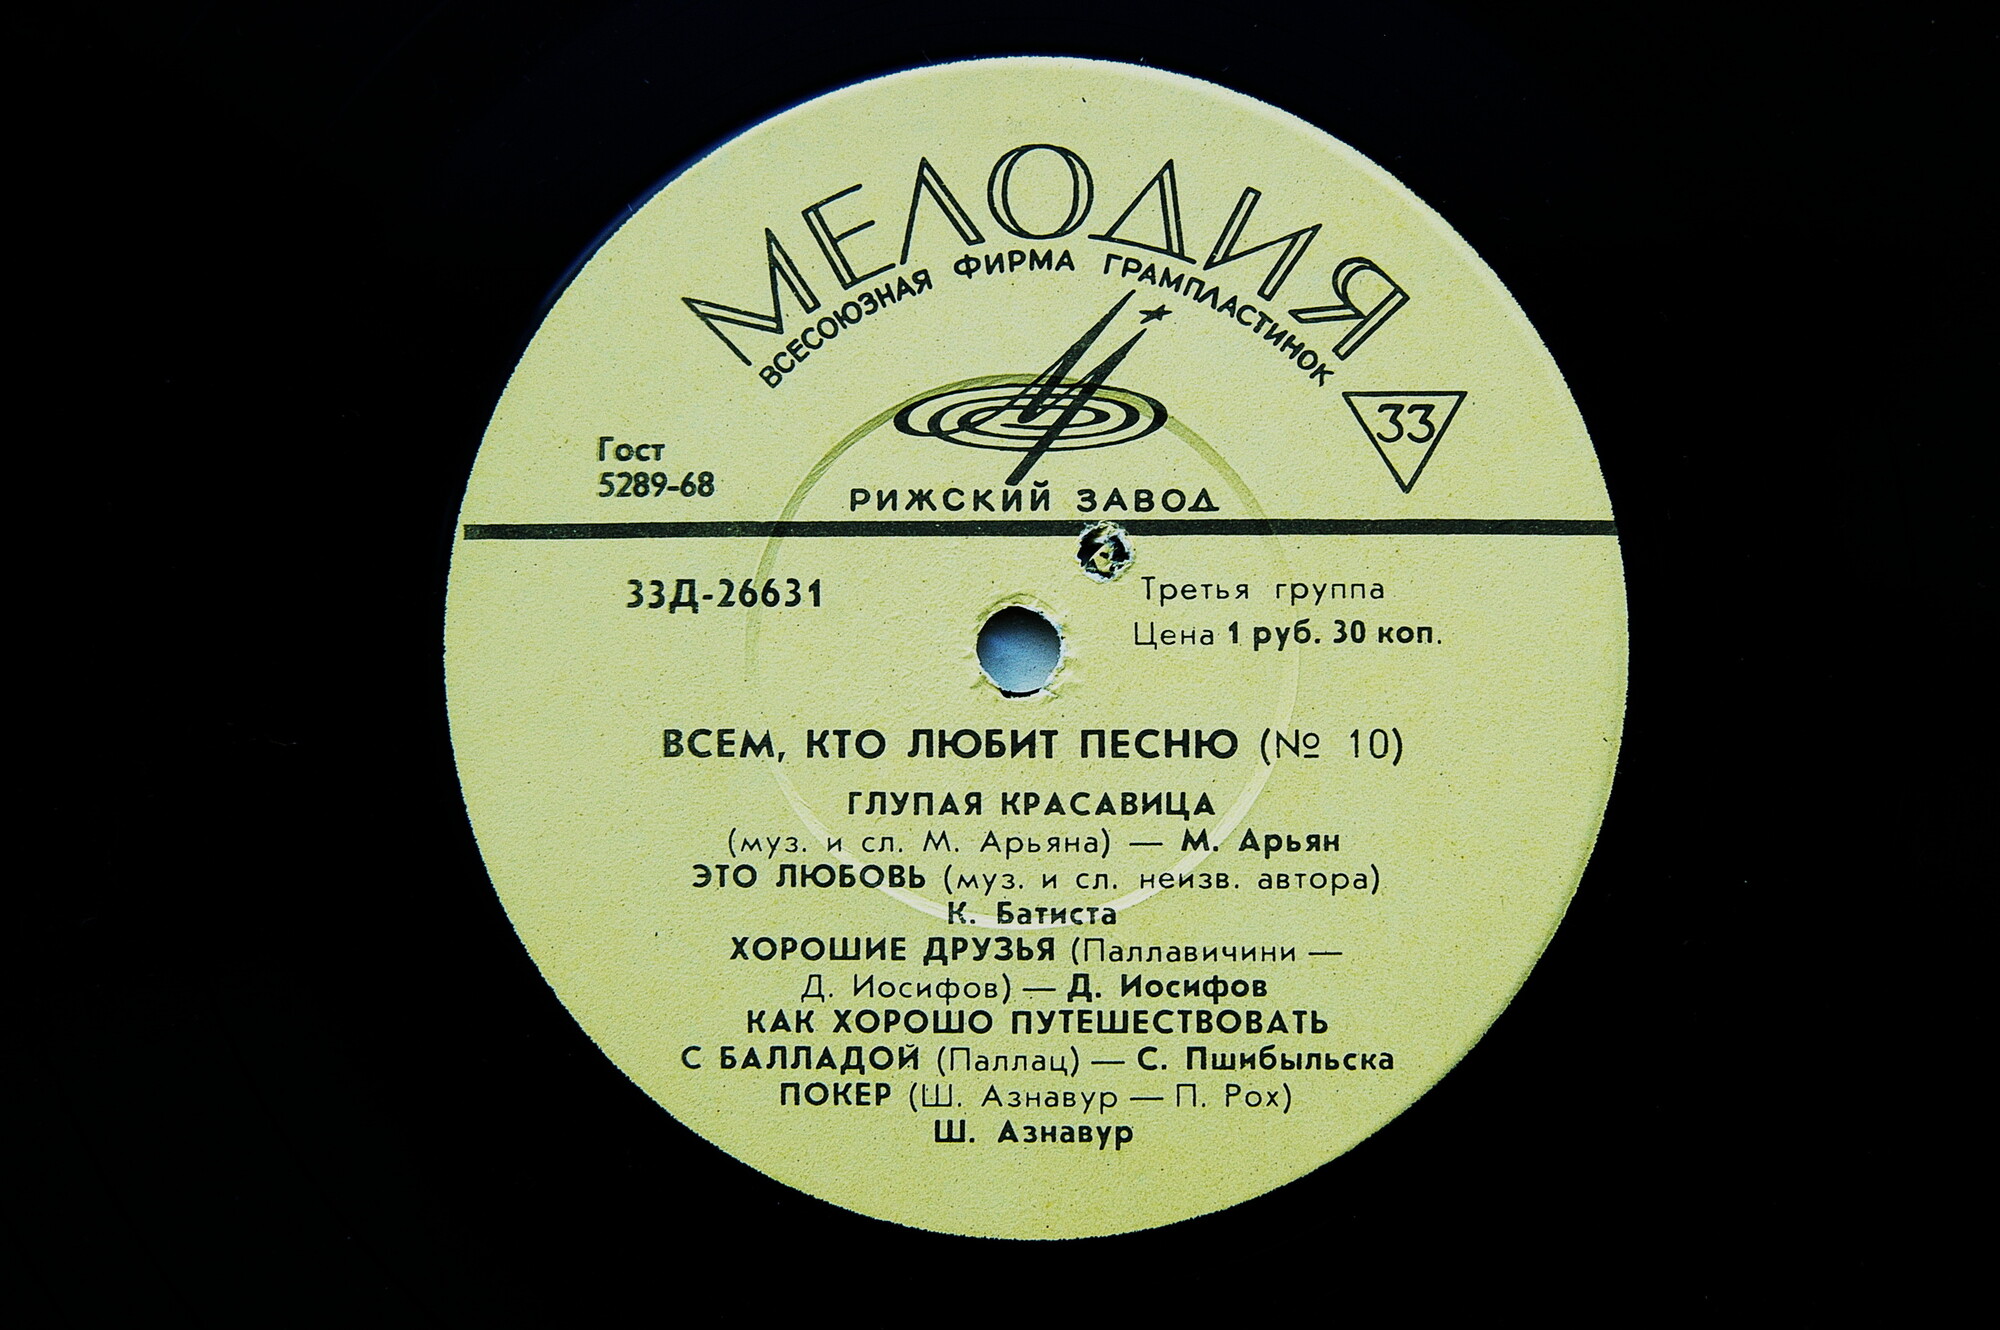 МЕЛОДИЯ
ВСЕСОЮЗНАЯ ФИРМА ГРАМПЛАСТИНОК
33
Гост
5289-68
РИЖСКИЙ ЗАВОД
33Д-26631
Третья группа
Цена 1 руб. 30 коп.
ВСЕМ, КТО ЛЮБИТ ПЕСНЮ (№ 10)
ГЛУПАЯ КРАСАВИЦА
(муз. и сл. М. Арьяна) — М. Арьян
ЭТО ЛЮБОВЬ (муз. и сл. неизв. автора)
К. Батиста
ХОРОШИЕ ДРУЗЬЯ (Паллавичини —
Д. Иосифов) — Д. Иосифов
КАК ХОРОШО ПУТЕШЕСТВОВАТЬ
С БАЛЛАДОЙ (Паллац) — С. Пшибыльска
ПОКЕР (Ш. Азнавур — П. Рох)
Ш. Азнавур